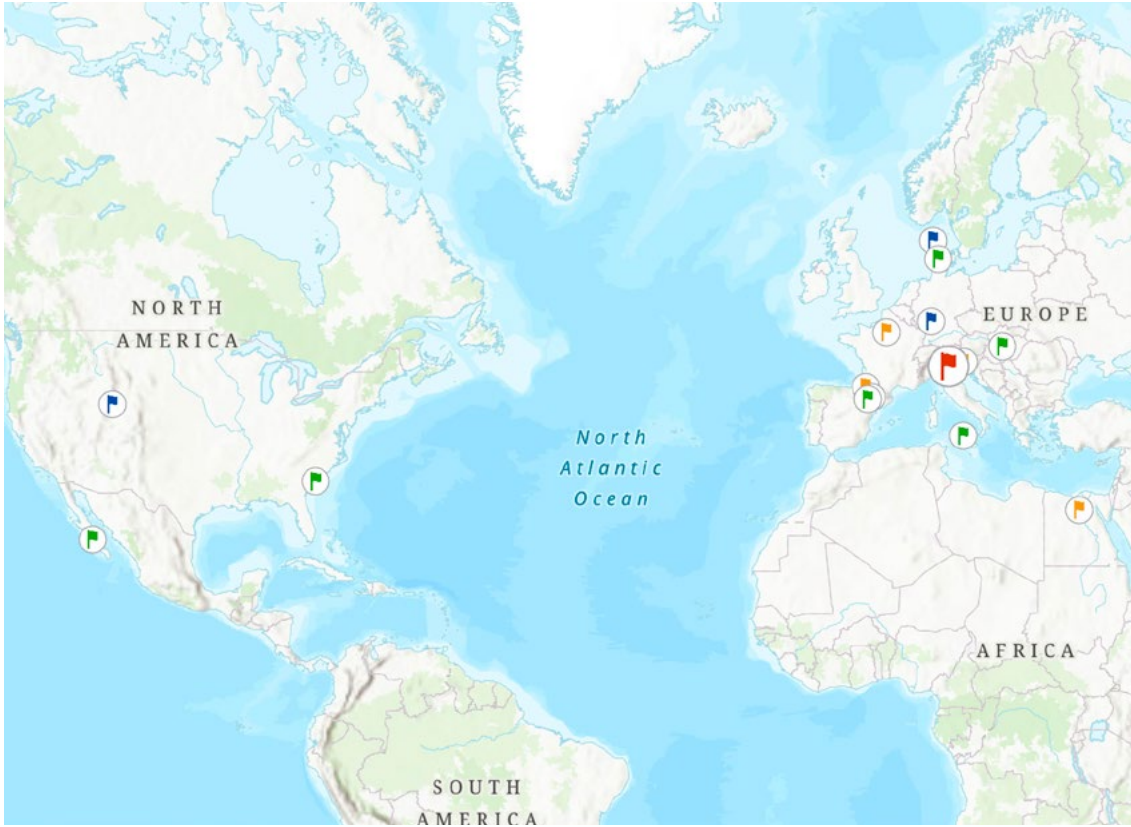 NORTH
AMERICA
EUROPE
North
Atlantic
Ocean
AFRICA
SOUTH
AMERICA